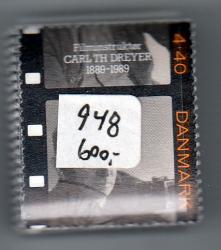 Filminstruktør
CARL TH DREYER
1889-1989
4.40
DANMARK
948
600,-